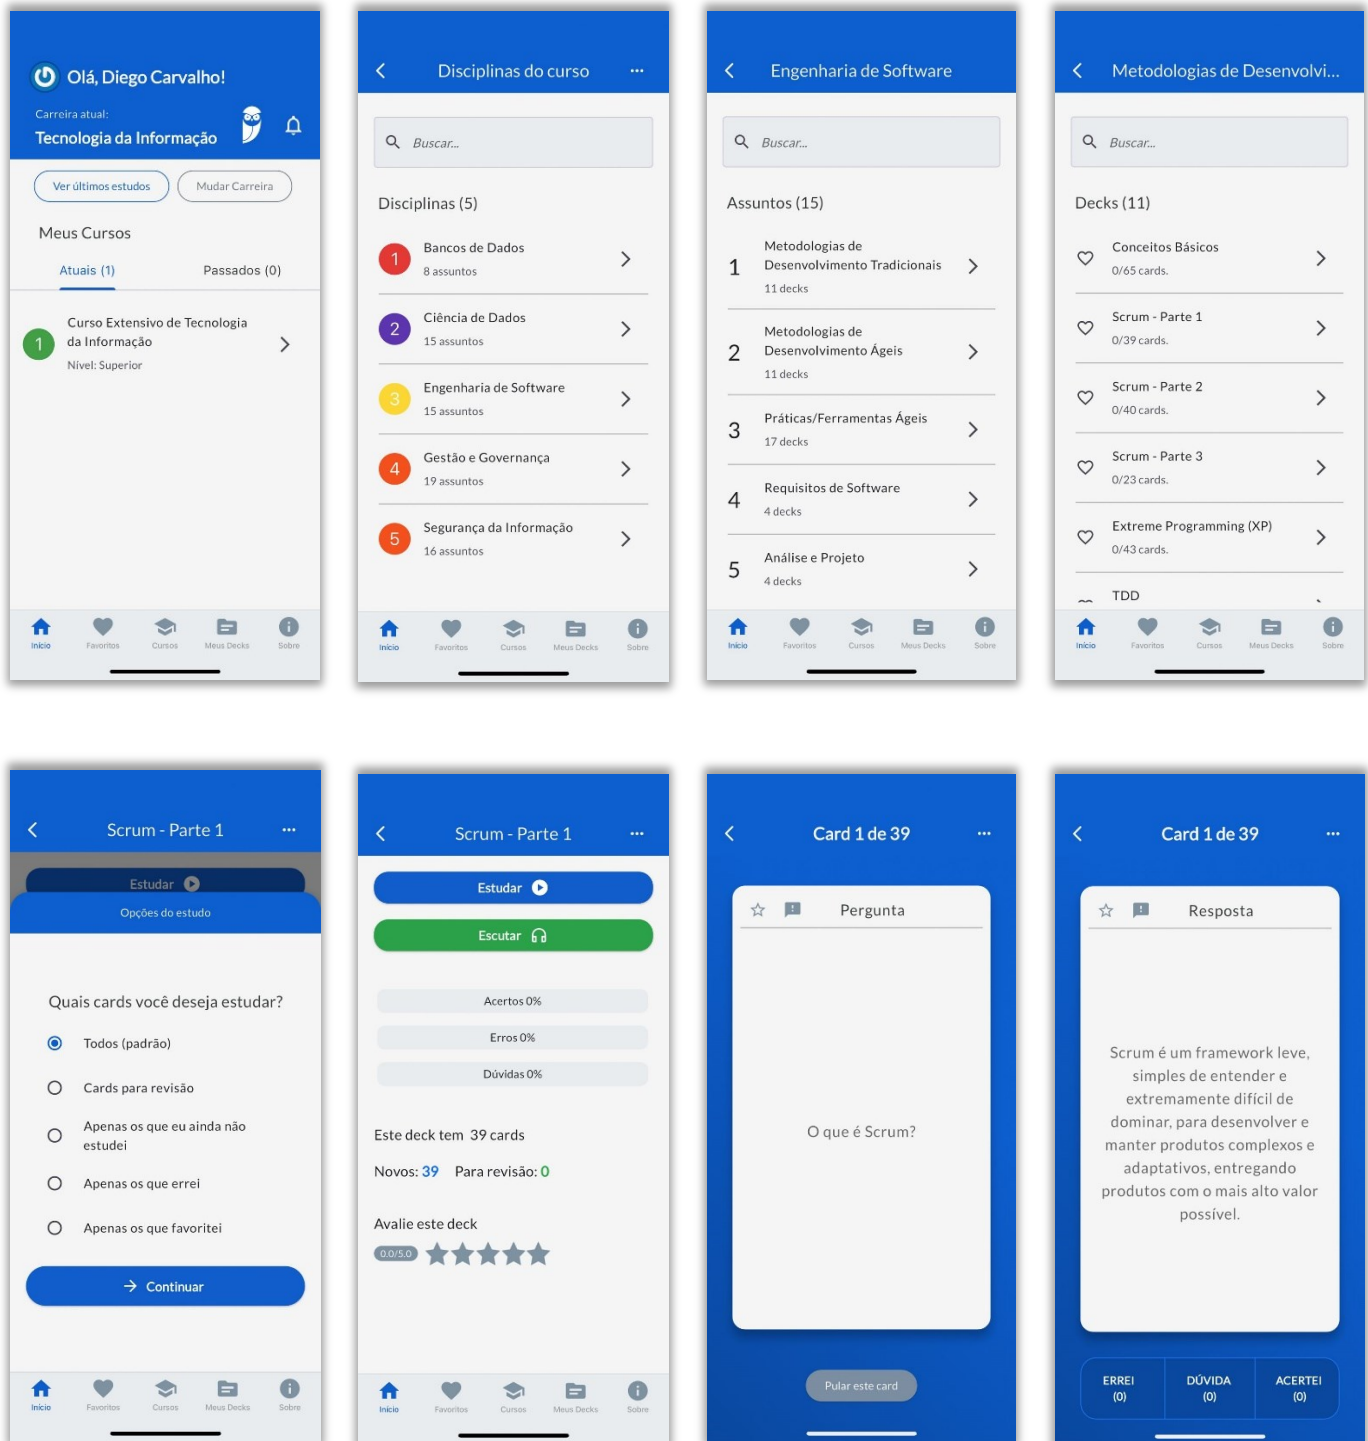 Olá, Diego Carvalho!
Carreira atual:
Tecnologia da Informação
Ver últimos estudos
Mudar Carreira
Meus Cursos
Atuais (1)
Passados (0)
1
Curso Extensivo de Tecnologia
da Informação
Nível: Superior
Início
Favoritos
Cursos
Meus Decks
Sobre
Disciplinas do curso
Buscar...
Disciplinas (5)
1
Bancos de Dados
8 assuntos
2
Ciência de Dados
15 assuntos
3
Engenharia de Software
15 assuntos
4
Gestão e Governança
19 assuntos
5
Segurança da Informação
16 assuntos
Início
Favoritos
Cursos
Meus Decks
Sobre
Engenharia de Software
Buscar...
Assuntos (15)
1
Metodologias de
Desenvolvimento Tradicionais
11 decks
2
Metodologias de
Desenvolvimento Ágeis
11 decks
3
Práticas/Ferramentas Ágeis
17 decks
4
Requisitos de Software
4 decks
5
Análise e Projeto
4 decks
Início
Favoritos
Cursos
Meus Decks
Sobre
Metodologias de Desenvolvi...
Buscar...
Decks (11)
Conceitos Básicos
0/65 cards.
Scrum - Parte 1
0/39 cards.
Scrum - Parte 2
0/40 cards.
Scrum - Parte 3
0/23 cards.
Extreme Programming (XP)
0/43 cards.
TDD
Início
Favoritos
Cursos
Meus Decks
Sobre
Scrum - Parte 1
Estudar
Opções do estudo
Quais cards você deseja estudar?
Todos (padrão)
Cards para revisão
Apenas os que eu ainda não
estudei
Apenas os que errei
Apenas os que favoritei
Continuar
Início
Favoritos
Cursos
Meus Decks
Sobre
Scrum - Parte 1
Estudar
Escutar
Acertos 0%
Erros 0%
Dúvidas 0%
Este deck tem 39 cards
Novos: 39 Para revisão: 0
Avalie este deck
0.0/5.0
Início
Favoritos
Cursos
Meus Decks
Sobre
Card 1 de 39
Pergunta
O que é Scrum?
Pular este card
Card 1 de 39
Resposta
Scrum é um framework leve,
simples de entender e
extremamente difícil de
dominar, para desenvolver e
manter produtos complexos e
adaptativos, entregando
produtos com o mais alto valor
possível.
ERREI
(0)
DÚVIDA
(0)
ACERTEI
(0)